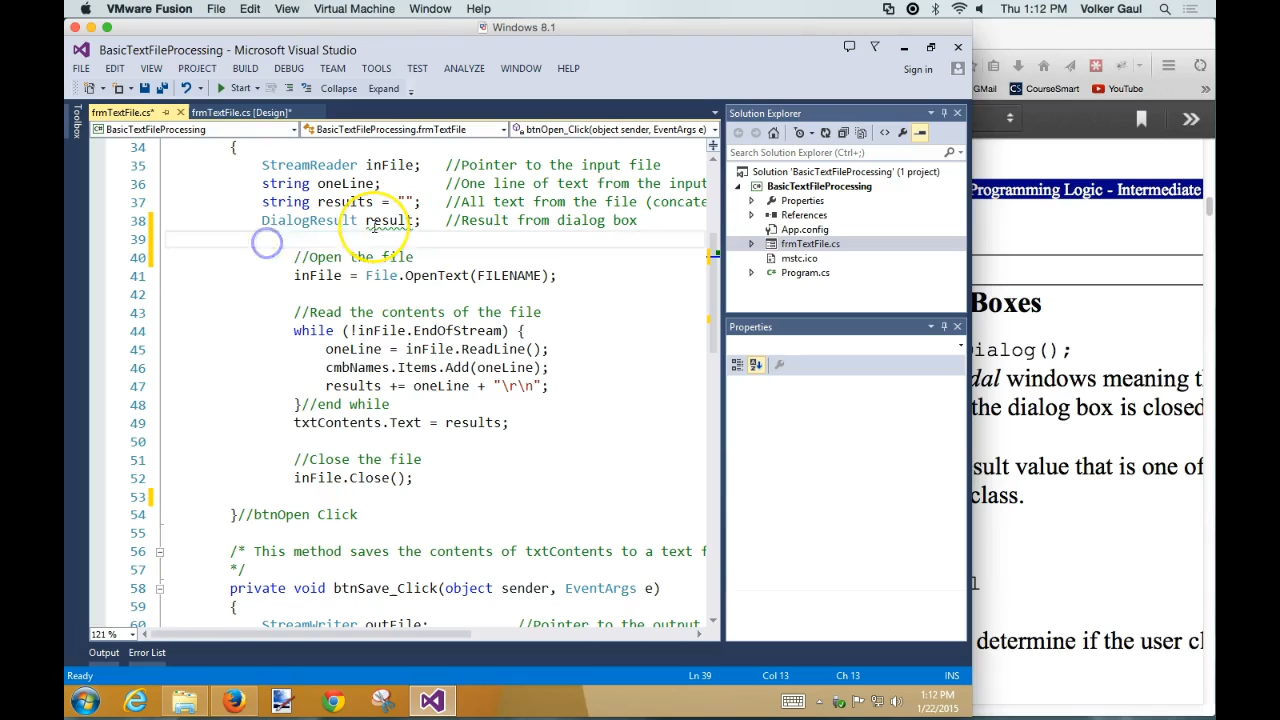 VMware Fusion File Edit View Virtual Machine Window Help Thu 1:12 PM Volker Gaul
Windows 8.1
BasicTextFileProcessing - Microsoft Visual Studio
FILE EDIT VIEW PROJECT BUILD DEBUG TEAM TOOLS TEST ANALYZE WINDOW HELP Sign in
Start Collapse Expand
GMail CourseSmart YouTube
Toolbox
frmTextFile.cs* frmTextFile.cs [Design]*
BasicTextFileProcessing BasicTextFileProcessing.frmTextFile btnOpen_Click(object sender, EventArgs e)
34 {
35 StreamReader inFile; //Pointer to the input file
36 string oneLine; //One line of text from the input
37 string results = ""; //All text from the file (concate
38 DialogResult result; //Result from dialog box
39
40 //Open the file
41 inFile = File.OpenText(FILENAME);
42
43 //Read the contents of the file
44 while (!inFile.EndOfStream) {
45 oneLine = inFile.ReadLine();
46 cmbNames.Items.Add(oneLine);
47 results += oneLine + "\r\n";
48 }//end while
49 txtContents.Text = results;
50
51 //Close the file
52 inFile.Close();
53
54 }//btnOpen Click
55
56 /* This method saves the contents of txtContents to a text f
57 */
58 private void btnSave_Click(object sender, EventArgs e)
59 {
60 StreamWriter outFile; //Pointer to the output
121 %
Output Error List
Ready Ln 39 Col 13 Ch 13 INS
Solution Explorer
Search Solution Explorer (Ctrl+;)
Solution 'BasicTextFileProcessing' (1 project)
BasicTextFileProcessing
Properties
References
App.config
frmTextFile.cs
mstc.ico
Program.cs
Properties
Programming Logic - Intermediate
Boxes
ialog();
dal windows meaning t
the dialog box is closed
sult value that is one of
class.
l
determine if the user cl
1:12 PM
1/22/2015